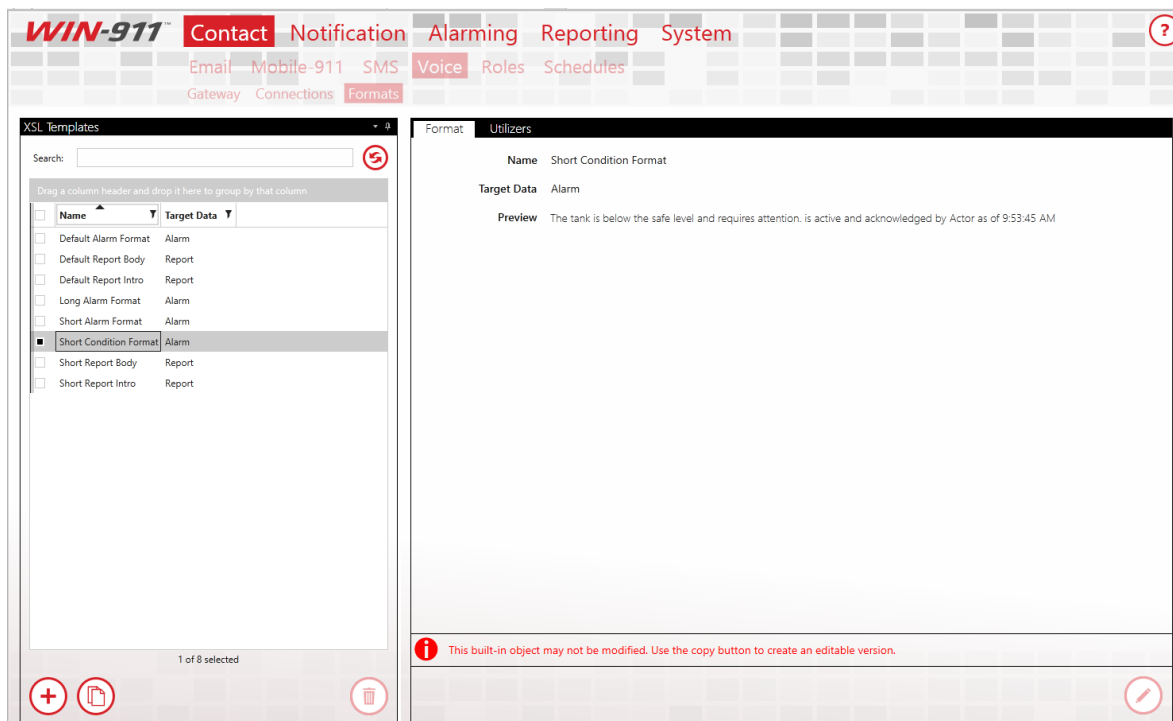 WIN-911™ Contact Notification Alarming Reporting System ?
Email Mobile-911 SMS Voice Roles Schedules
Gateway Connections Formats
XSL Templates
Search:
Drag a column header and drop it here to group by that column
Name Target Data
Default Alarm Format Alarm
Default Report Body Report
Default Report Intro Report
Long Alarm Format Alarm
Short Alarm Format Alarm
Short Condition Format Alarm
Short Report Body Report
Short Report Intro Report
1 of 8 selected
Format Utilizers
Name Short Condition Format
Target Data Alarm
Preview The tank is below the safe level and requires attention. is active and acknowledged by Actor as of 9:53:45 AM
This built-in object may not be modified. Use the copy button to create an editable version.